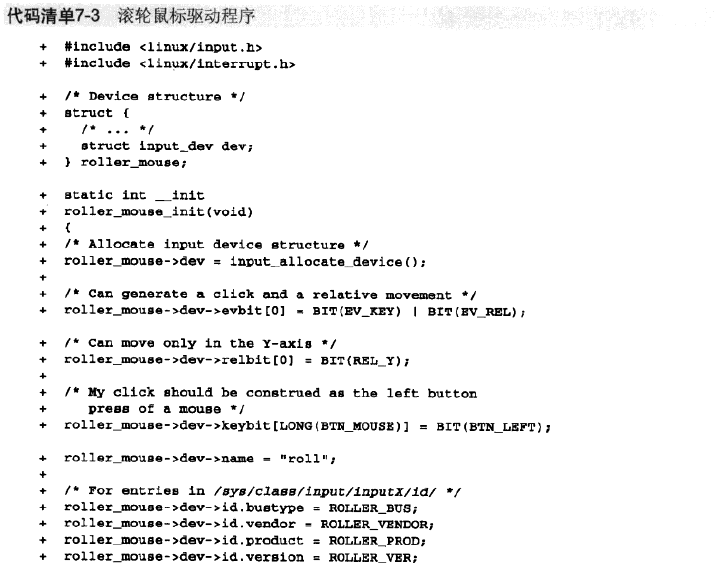 代码清单7-3 滚轮鼠标驱动程序
+ #include <linux/input.h>
+ #include <linux/interrupt.h>
+ /* Device structure */
+ struct {
+ /* ... */
+ struct input_dev dev;
+ } roller_mouse;
+ static int __init
+ roller_mouse_init(void)
+ {
+ /* Allocate input device structure */
+ roller_mouse->dev = input_allocate_device();
+
+ /* Can generate a click and a relative movement */
+ roller_mouse->dev->evbit[0] = BIT(EV_KEY) | BIT(EV_REL);
+ /* Can move only in the Y-axis */
+ roller_mouse->dev->relbit[0] = BIT(REL_Y);
+
+ /* My click should be construed as the left button
+ press of a mouse */
+ roller_mouse->dev->keybit[LONG(BTN_MOUSE)] = BIT(BTN_LEFT);
+ roller_mouse->dev->name = "roll";
+
+ /* For entries in /sys/class/input/inputX/id/ */
+ roller_mouse->dev->id.bustype = ROLLER_BUS;
+ roller_mouse->dev->id.vendor = ROLLER_VENDOR;
+ roller_mouse->dev->id.product = ROLLER_PROD;
+ roller_mouse->dev->id.version = ROLLER_VER;